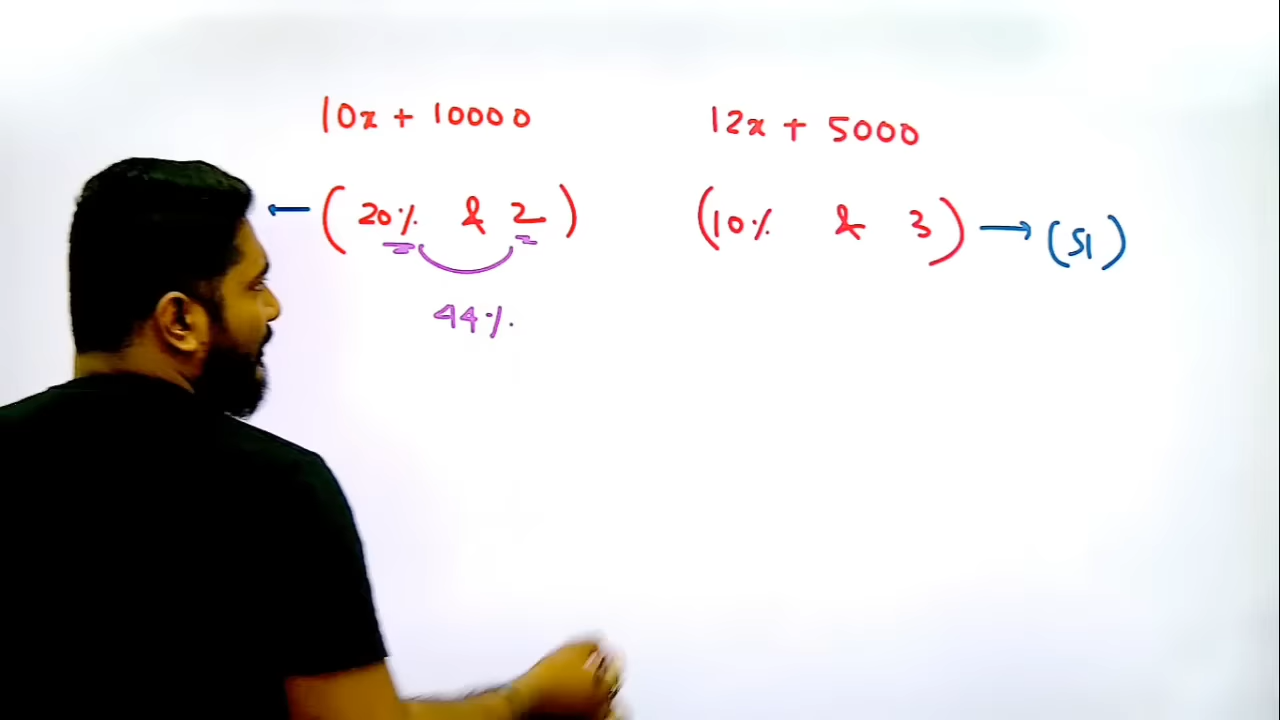 10x + 10000 12x + 5000
← (20% & 2) (10% & 3) → (SI)
44%